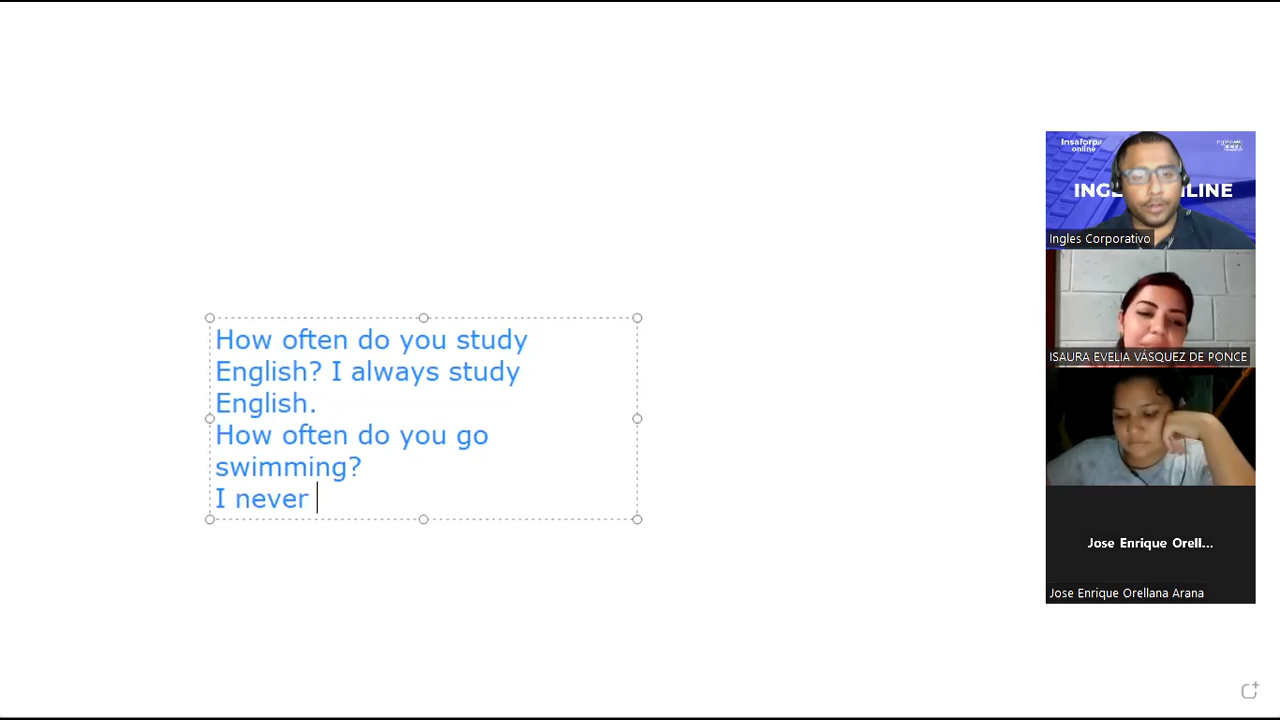 How often do you study
English? I always study
English.
How often do you go
swimming?
I never
Insaforp
online
INGL
LINE
Ingles Corporativo
ISAURA EVELIA VÁSQUEZ DE PONCE
Jose Enrique Orell...
Jose Enrique Orellana Arana